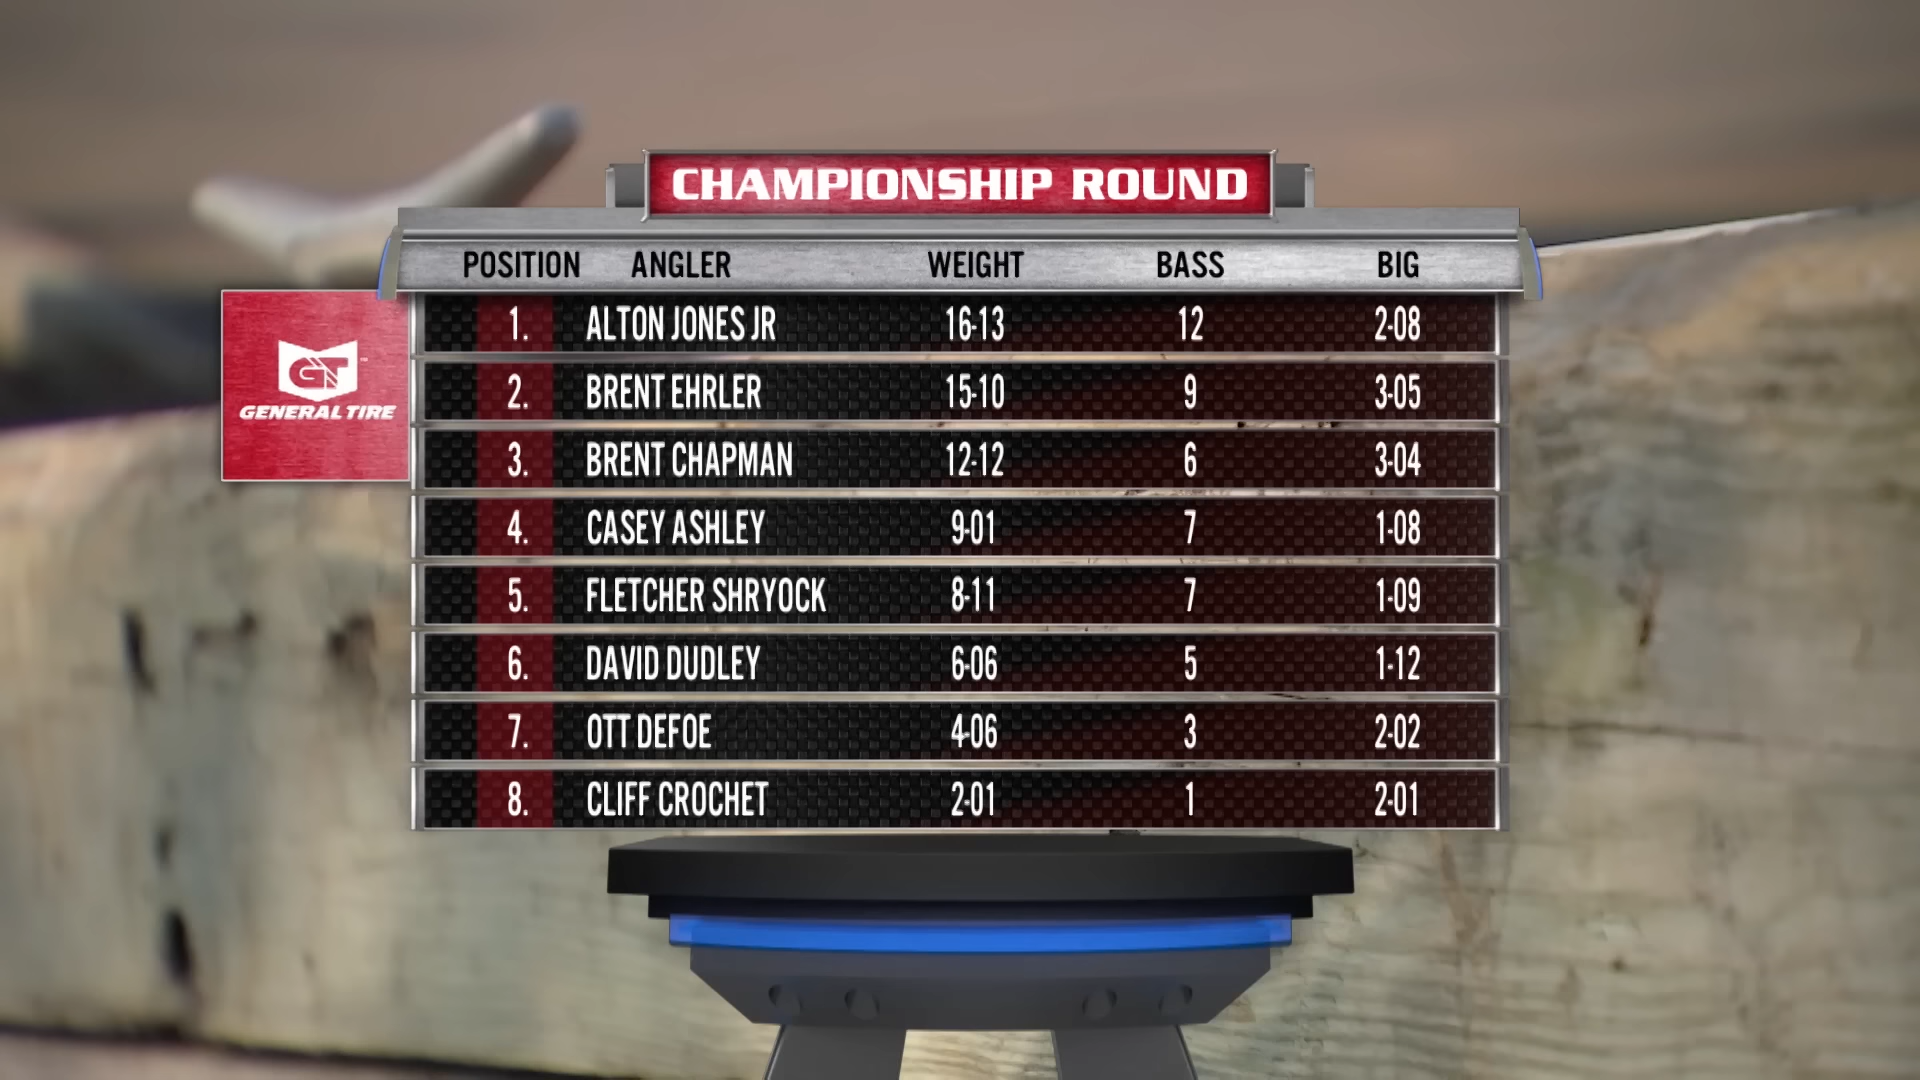 CHAMPIONSHIP ROUND
POSITION ANGLER WEIGHT BASS BIG
1. ALTON JONES JR 16-13 12 2-08
2. BRENT EHRLER 15-10 9 3-05
3. BRENT CHAPMAN 12-12 6 3-04
4. CASEY ASHLEY 9-01 7 1-08
5. FLETCHER SHRYOCK 8-11 7 1-09
6. DAVID DUDLEY 6-06 5 1-12
7. OTT DEFOE 4-06 3 2-02
8. CLIFF CROCHET 2-01 1 2-01
GT™
GENERAL TIRE